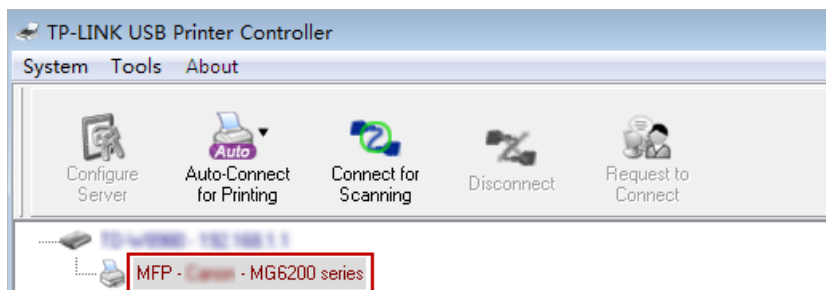 TP-LINK USB Printer Controller
System Tools About
Auto
Configure Server
Auto-Connect for Printing
Connect for Scanning
Disconnect
Request to Connect
MFP - - MG6200 series